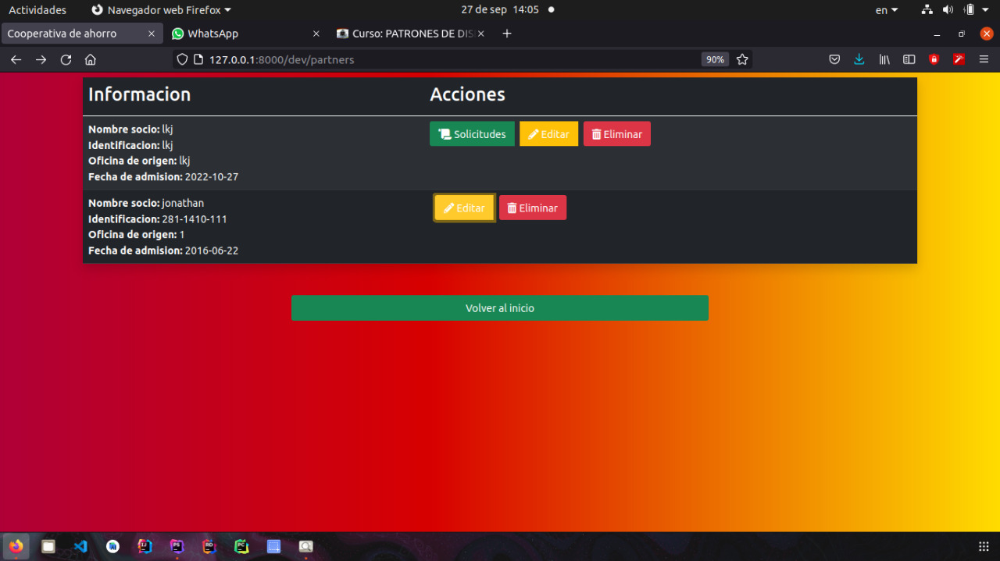 Actividades
Navegador web Firefox
27 de sep 14:05
en
Cooperativa de ahorro
WhatsApp
Curso: PATRONES DE DIS
127.0.0.1:8000/dev/partners
90%
Informacion
Acciones
Nombre socio: lkj
Identificacion: lkj
Oficina de origen: lkj
Fecha de admision: 2022-10-27
Solicitudes
Editar
Eliminar
Nombre socio: jonathan
Identificacion: 281-1410-111
Oficina de origen: 1
Fecha de admision: 2016-06-22
Editar
Eliminar
Volver al inicio